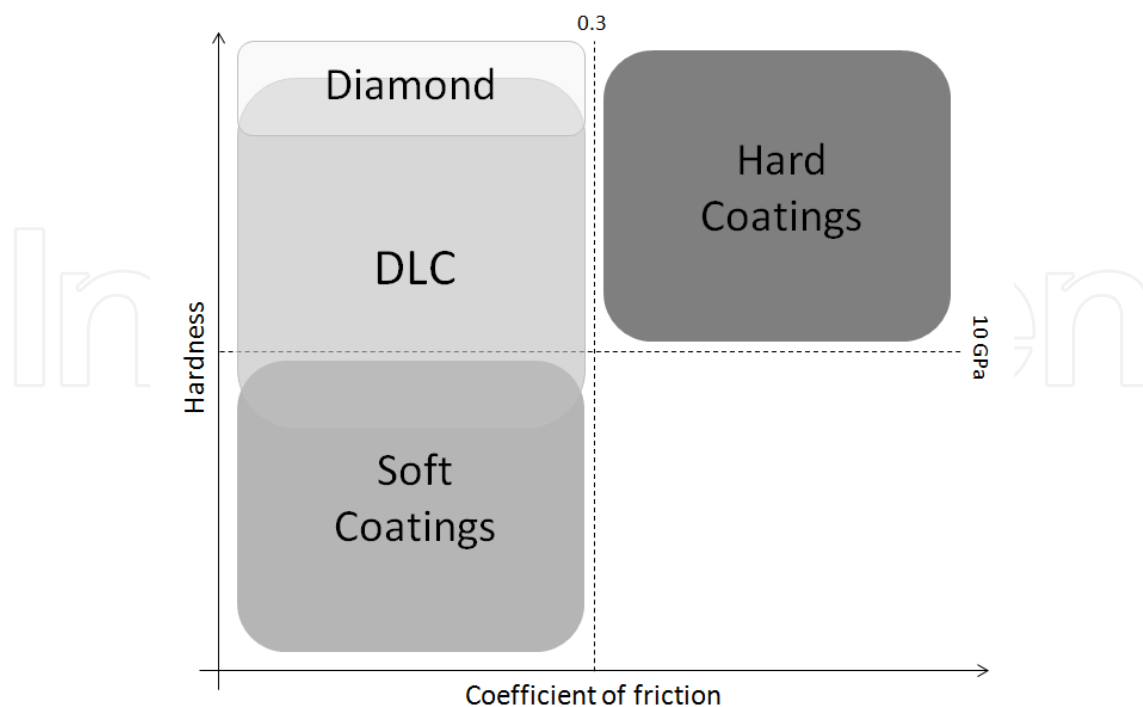 0.3
Diamond
Hard
Coatings
DLC
Hardness
10 GPa
Soft
Coatings
Coefficient of friction